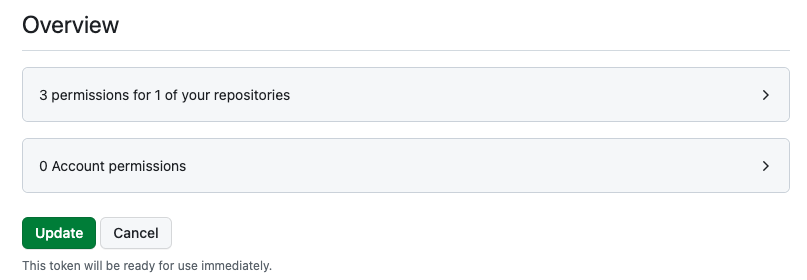 Overview
3 permissions for 1 of your repositories
0 Account permissions
Update Cancel
This token will be ready for use immediately.